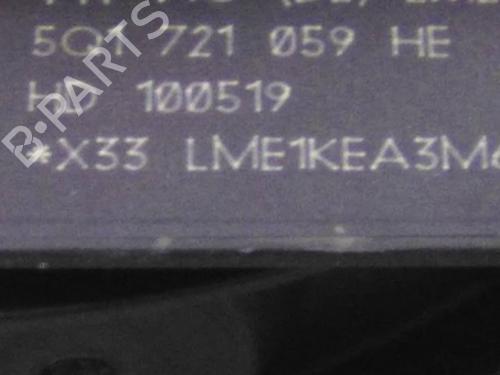 5Q1 721 059 HE
HD 100519
*X33 LME1KEA3M
B-PARTS